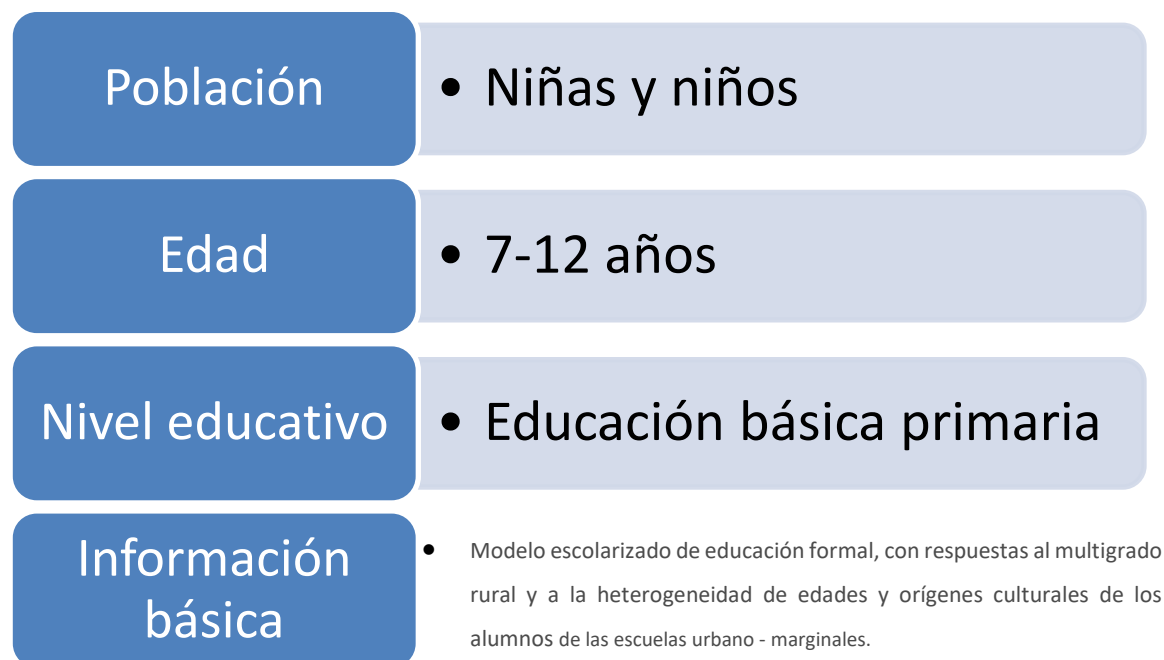 Población
• Niñas y niños
Edad
• 7-12 años
Nivel educativo
• Educación básica primaria
Información
básica
• Modelo escolarizado de educación formal, con respuestas al multigrado
rural y a la heterogeneidad de edades y orígenes culturales de los
alumnos de las escuelas urbano - marginales.